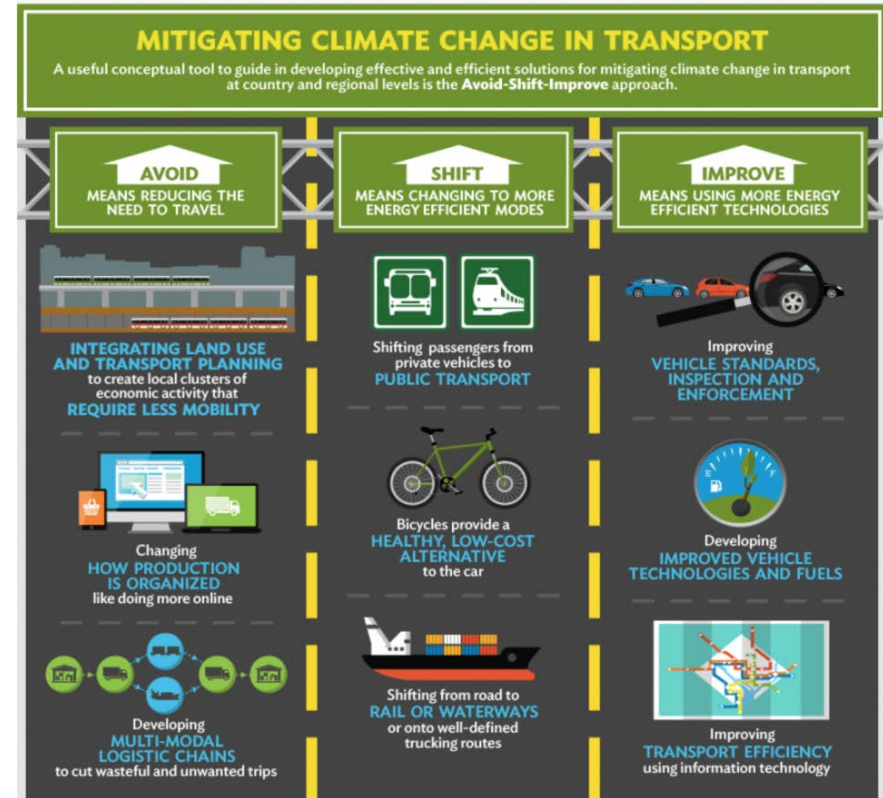 MITIGATING CLIMATE CHANGE IN TRANSPORT
A useful conceptual tool to guide in developing effective and efficient solutions for mitigating climate change in transport
at country and regional levels is the Avoid-Shift-Improve approach.
AVOID
MEANS REDUCING THE
NEED TO TRAVEL
INTEGRATING LAND USE
AND TRANSPORT PLANNING
to create local clusters of
economic activity that
REQUIRE LESS MOBILITY
Changing
HOW PRODUCTION
IS ORGANIZED
like doing more online
Developing
MULTI-MODAL
LOGISTIC CHAINS
to cut wasteful and unwanted trips
SHIFT
MEANS CHANGING TO MORE
ENERGY EFFICIENT MODES
Shifting passengers from
private vehicles to
PUBLIC TRANSPORT
Bicycles provide a
HEALTHY, LOW-COST
ALTERNATIVE
to the car
Shifting from road to
RAIL OR WATERWAYS
or onto well-defined
trucking routes
IMPROVE
MEANS USING MORE ENERGY
EFFICIENT TECHNOLOGIES
Improving
VEHICLE STANDARDS,
INSPECTION AND
ENFORCEMENT
Developing
IMPROVED VEHICLE
TECHNOLOGIES AND FUELS
Improving
TRANSPORT EFFICIENCY
using information technology